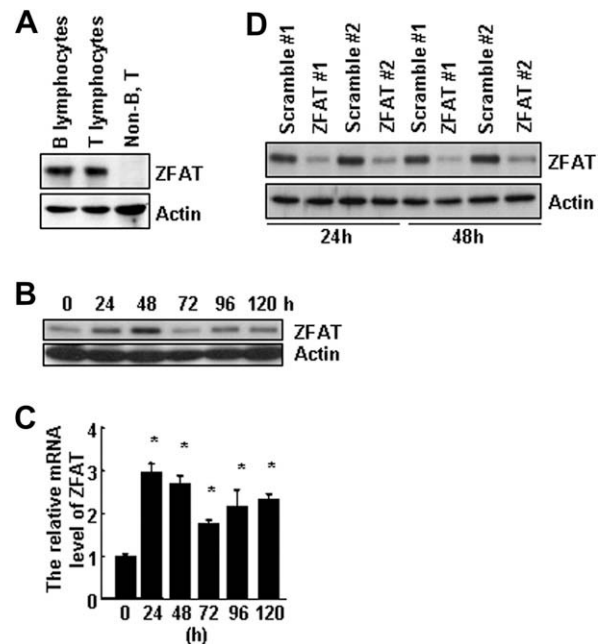 A
B lymphocytes
T lymphocytes
Non-B, T
ZFAT
Actin
B
0 24 48 72 96 120 h
ZFAT
Actin
C
The relative mRNA
level of ZFAT
4
3
2
1
0
* * * * *
0 24 48 72 96 120
(h)
D
Scramble #1
ZFAT #1
Scramble #2
ZFAT #2
Scramble #1
ZFAT #1
Scramble #2
ZFAT #2
ZFAT
Actin
24h 48h